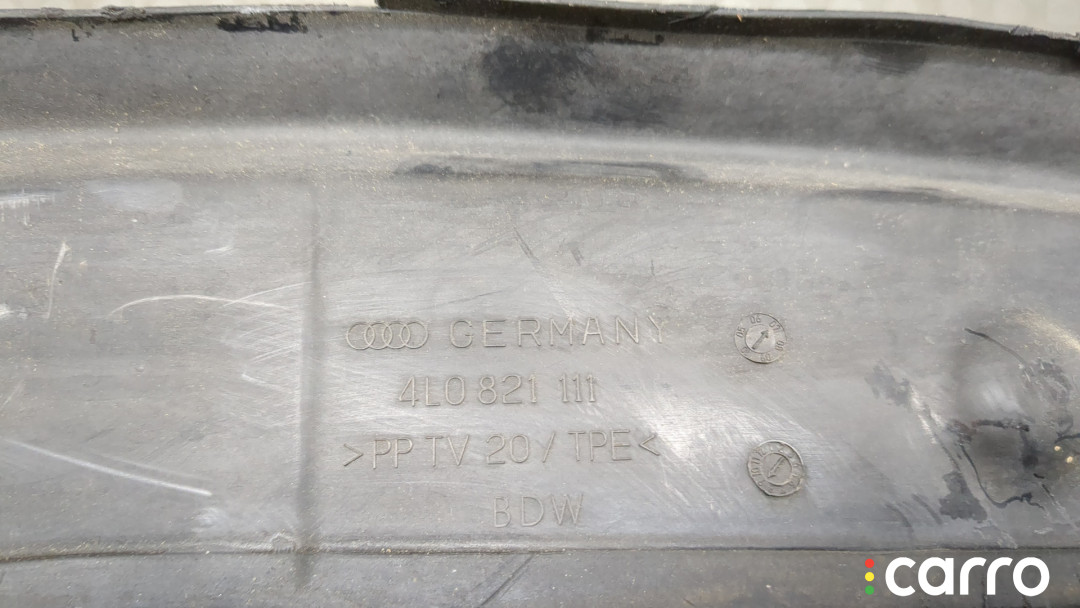 GERMANY
4L0 821 111
>PP TV 20/ TPE<
BDW
carro